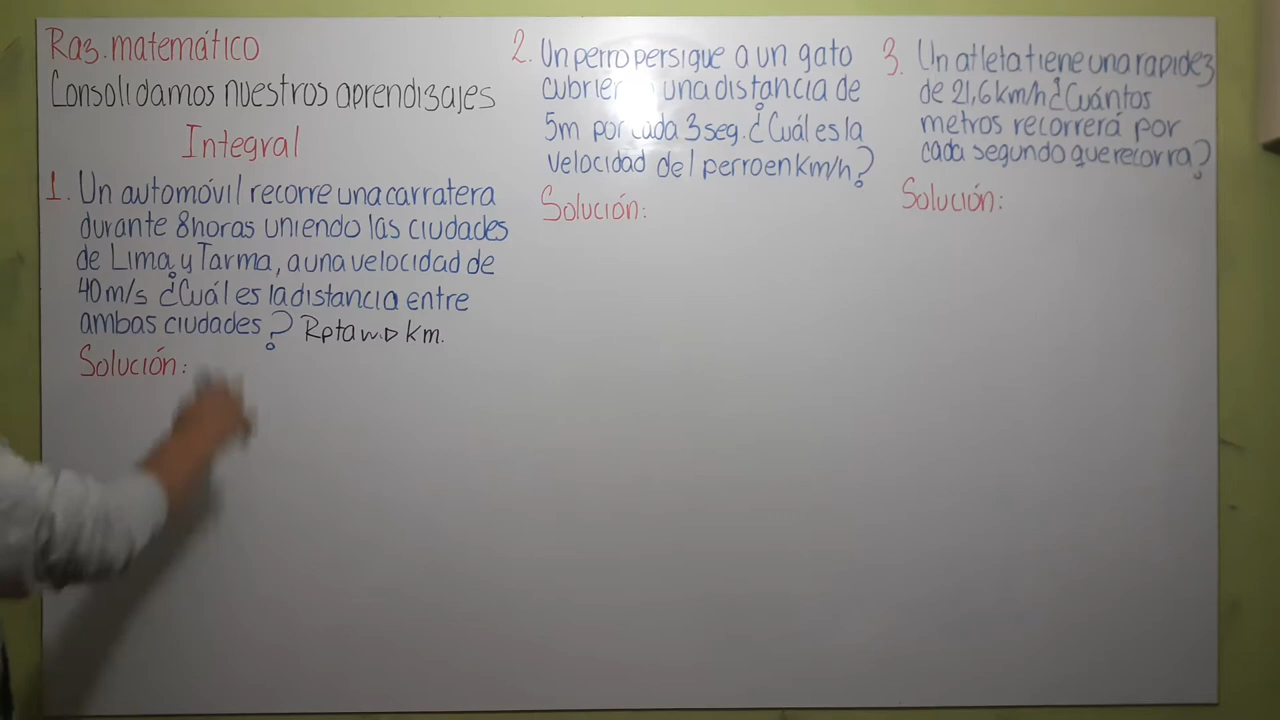 Raz. matemático
Consolidamos nuestros aprendizajes
Integral
1. Un automóvil recorre una carratera
durante 8 horas uniendo las ciudades
de Lima y Tarma, a una velocidad de
40 m/s ¿Cuál es la distancia entre
ambas ciudades? Rpta km.
Solución:
2. Un perro persigue a un gato
una distancia de
5m por cada 3 seg. ¿Cuál es la
velocidad del perro en km/h?
Solución:
3. Un atleta tiene una rapidez
de 21,6 km/h ¿Cuántos
metros recorrerá por
cada segundo que recorra?
Solución: